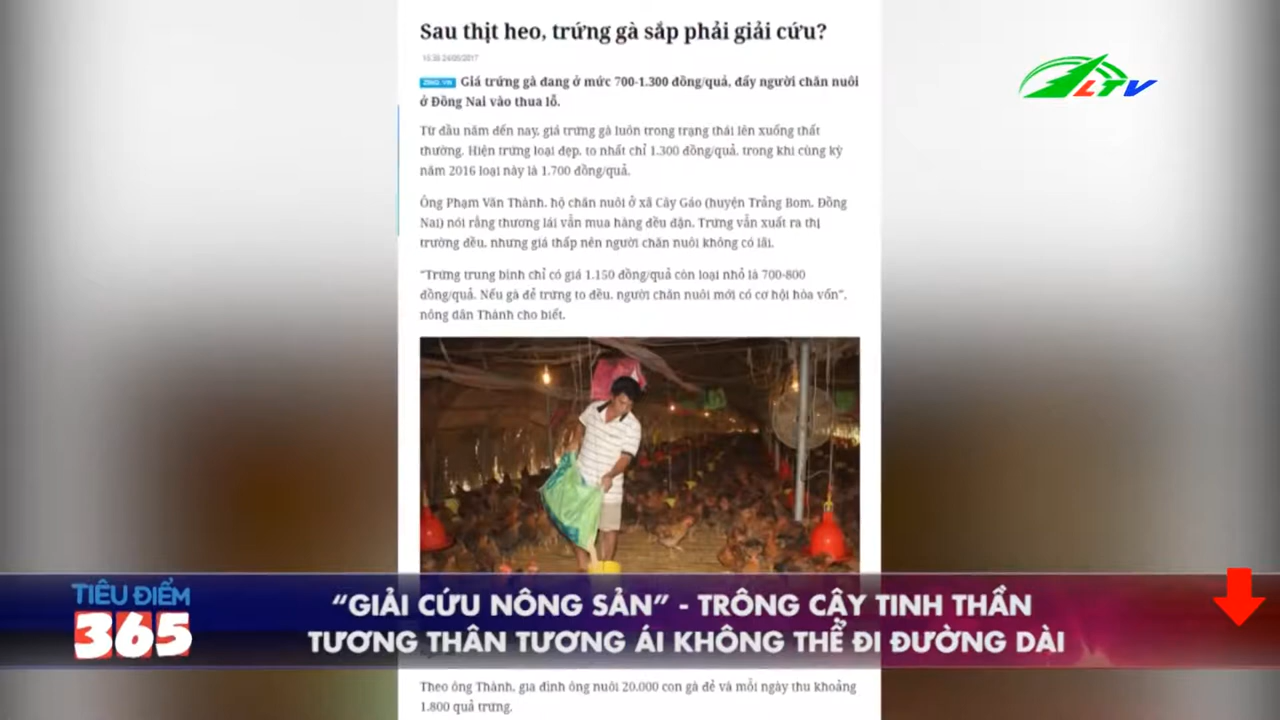 Sau thịt heo, trứng gà sắp phải giải cứu?
24/05/2017
ZING.VN Giá trứng gà đang ở mức 700-1.300 đồng/quả, đẩy người chăn nuôi
ở Đồng Nai vào thua lỗ.
Từ đầu năm đến nay, giá trứng gà luôn trong trạng thái lên xuống thất
thường. Hiện trứng loại đẹp, to nhất chỉ 1.300 đồng/quả, trong khi cùng kỳ
năm 2016 loại này là 1.700 đồng/quả.
Ông Phạm Văn Thành, hộ chăn nuôi ở xã Cây Gáo (huyện Trảng Bom, Đồng
Nai) nói rằng thương lái vẫn mua hàng đều đặn. Trứng vẫn xuất ra thị
trường đều, nhưng giá thấp nên người chăn nuôi không có lãi.
"Trứng trung bình chỉ có giá 1.150 đồng/quả còn loại nhỏ là 700-800
đồng/quả. Nếu gà đẻ trứng to đều, người chăn nuôi mới có cơ hội hòa vốn",
nông dân Thành cho biết.
LTV
TIÊU ĐIỂM
365
"GIẢI CỨU NÔNG SẢN" - TRÔNG CẬY TINH THẦN
TƯƠNG THÂN TƯƠNG ÁI KHÔNG THỂ ĐI ĐƯỜNG DÀI
Theo ông Thành, gia đình ông nuôi 20.000 con gà đẻ và mỗi ngày thu khoảng
1.800 quả trứng.